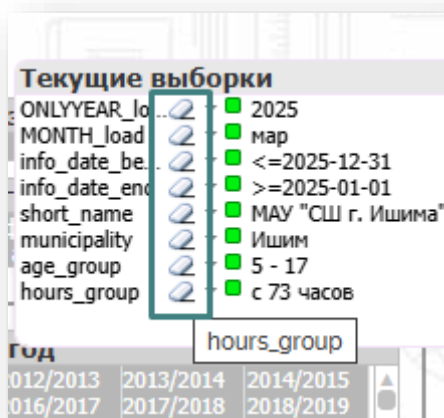 Текущие выборки
ONLYYEAR_lo... 2025
MONTH_load мар
info_date_be... <=2025-12-31
info_date_end >=2025-01-01
short_name МАУ "СШ г. Ишима"
municipality Ишим
age_group 5 - 17
hours_group с 73 часов
hours_group
год
2012/2013 2013/2014 2014/2015
2016/2017 2017/2018 2018/2019